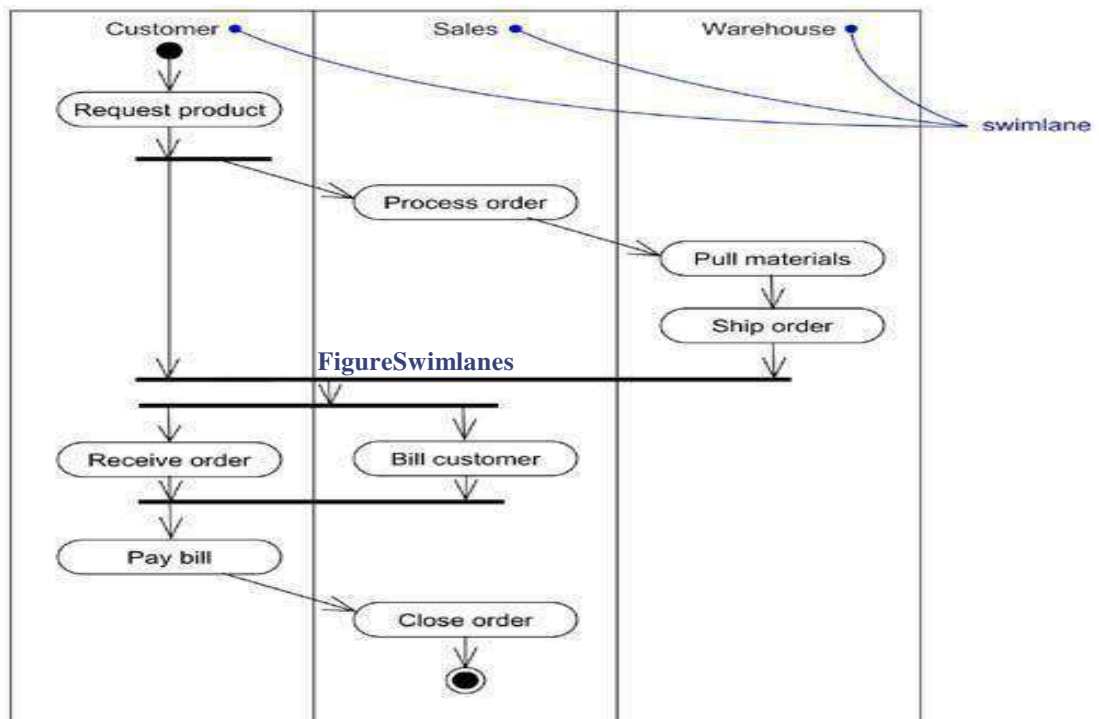 Customer Sales Warehouse
swimlane
Request product
Process order
Pull materials
Ship order
FigureSwimlanes
Receive order Bill customer
Pay bill
Close order